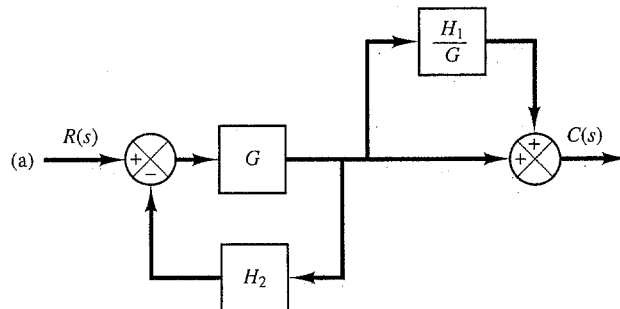 H₁
G
R(s)
C(s)
+
(a)
+
−
G
+
H₂